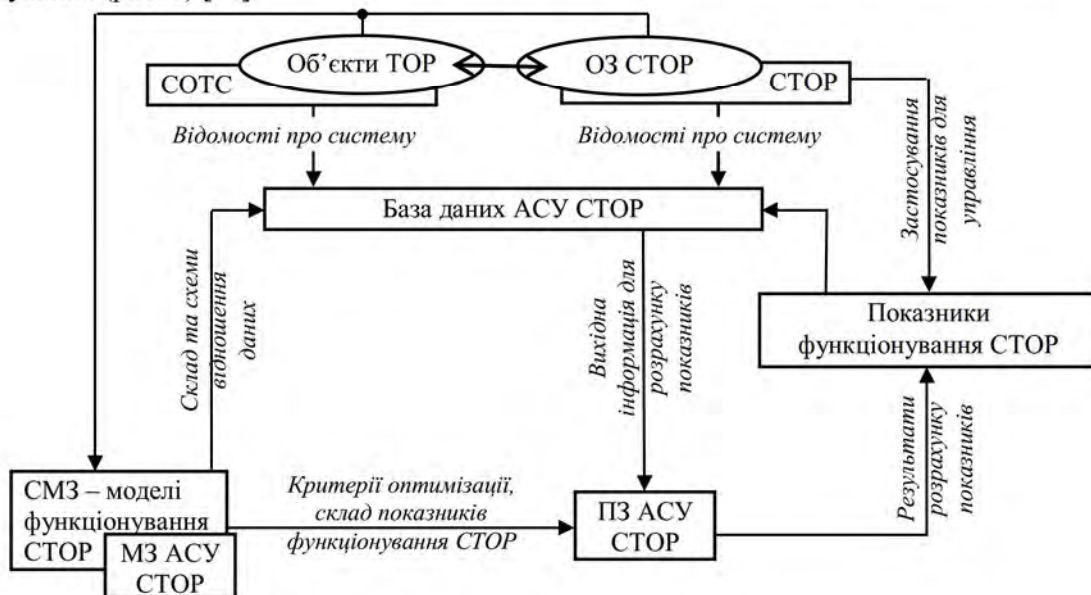 Об’єкти ТОР
ОЗ СТОР
СОТС
СТОР
Відомості про систему
Відомості про систему
Застосування
показників для
управління
База даних АСУ СТОР
Склад та схеми
відношення
даних
Вихідна
інформація для
розрахунку
показників
Показники
функціонування СТОР
Результати
розрахунку
показників
СМЗ – моделі
функціонування
СТОР
МЗ АСУ
СТОР
Критерії оптимізації,
склад показників
функціонування СТОР
ПЗ АСУ
СТОР